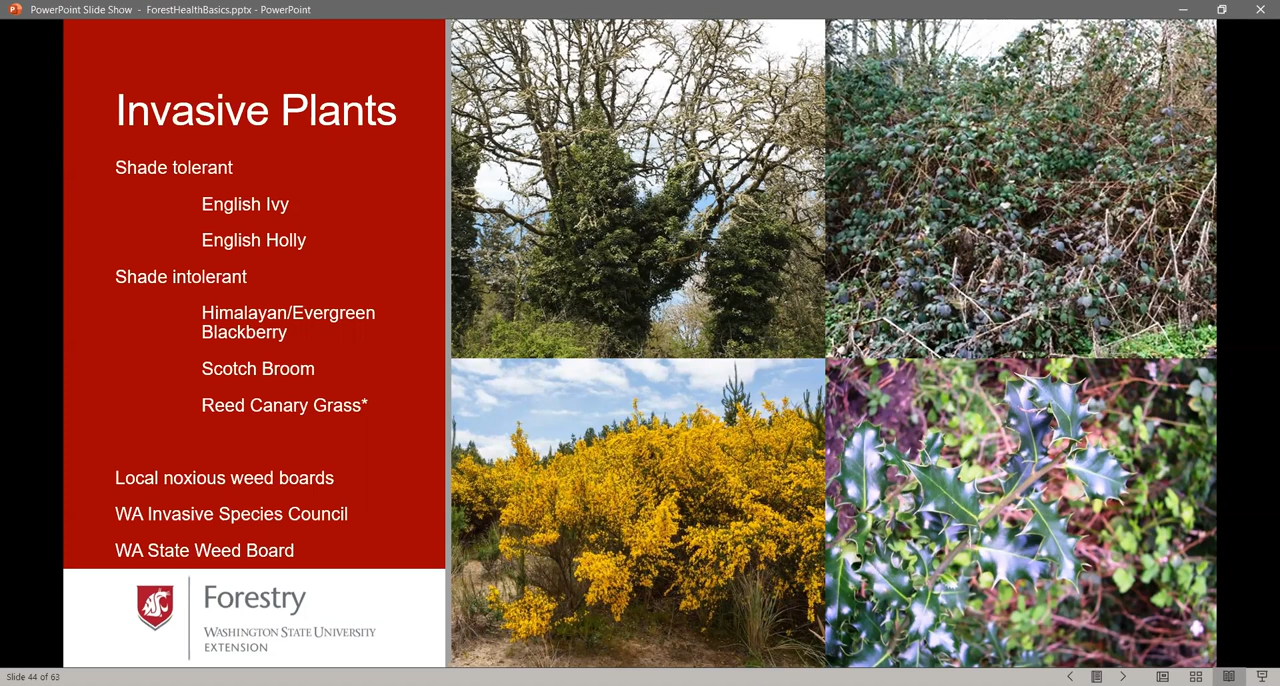 PowerPoint Slide Show - ForestHealthBasics.pptx - PowerPoint
Invasive Plants
Shade tolerant
English Ivy
English Holly
Shade intolerant
Himalayan/Evergreen
Blackberry
Scotch Broom
Reed Canary Grass*
Local noxious weed boards
WA Invasive Species Council
WA State Weed Board
Forestry
WASHINGTON STATE UNIVERSITY
EXTENSION
Slide 44 of 63